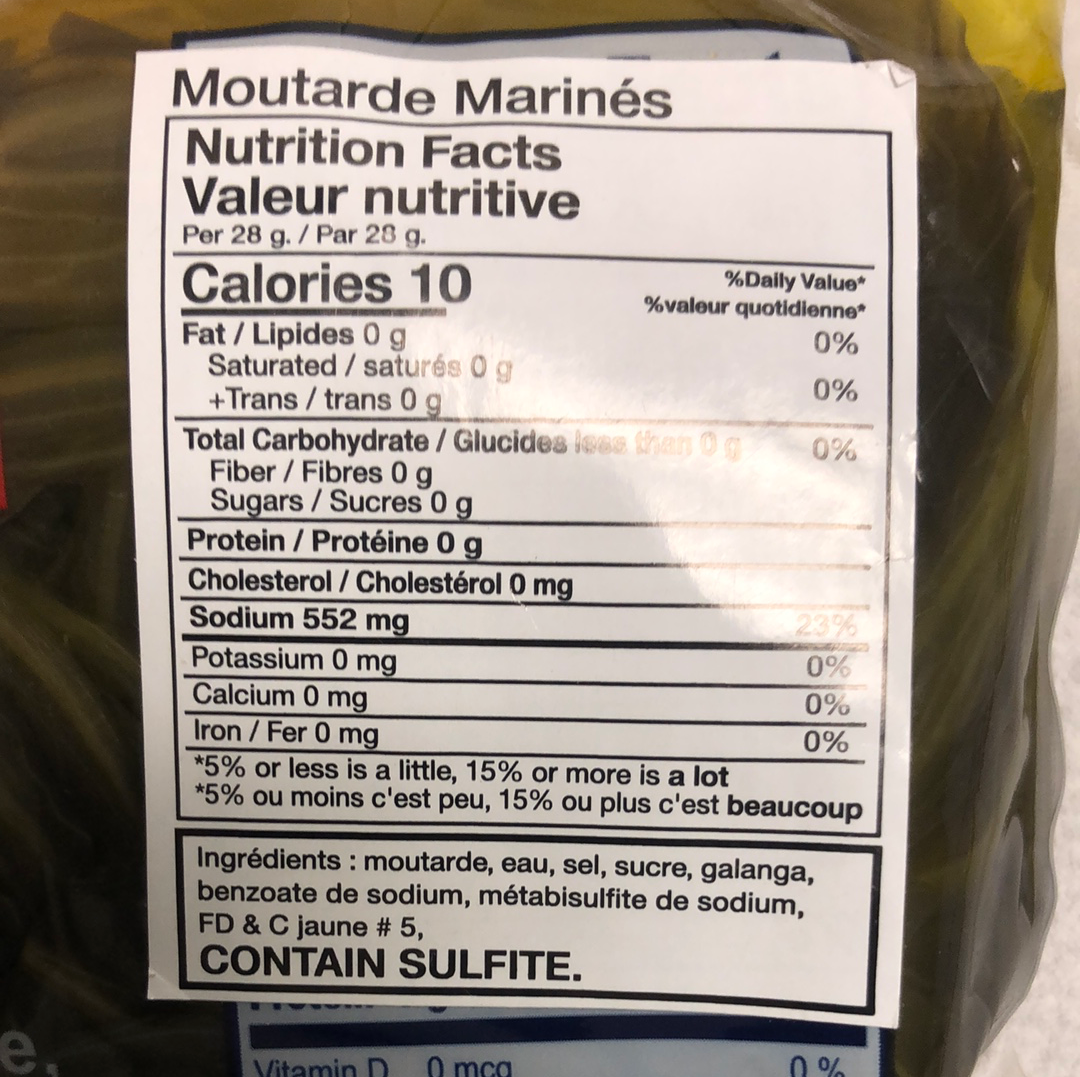 Moutarde Marinés
Nutrition Facts
Valeur nutritive
Per 28 g. / Par 28 g.
Calories 10
%Daily Value*
%valeur quotidienne*
Fat / Lipides 0 g 0%
Saturated / saturés 0 g
+Trans / trans 0 g 0%
Total Carbohydrate / Glucides less than 0 g 0%
Fiber / Fibres 0 g
Sugars / Sucres 0 g
Protein / Protéine 0 g
Cholesterol / Cholestérol 0 mg
Sodium 552 mg 23%
Potassium 0 mg 0%
Calcium 0 mg 0%
Iron / Fer 0 mg 0%
*5% or less is a little, 15% or more is a lot
*5% ou moins c'est peu, 15% ou plus c'est beaucoup
Ingrédients : moutarde, eau, sel, sucre, galanga,
benzoate de sodium, métabisulfite de sodium,
FD & C jaune # 5,
CONTAIN SULFITE.
Vitamin D 0 mcg 0 %
e.